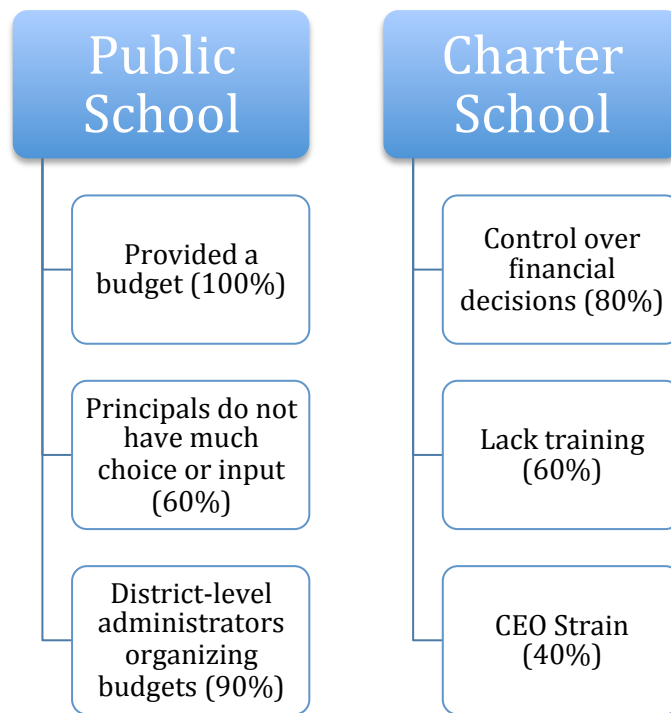 Public
School
Provided a
budget (100%)
Principals do not
have much
choice or input
(60%)
District-level
administrators
organizing
budgets (90%)
Charter
School
Control over
financial
decisions (80%)
Lack training
(60%)
CEO Strain
(40%)